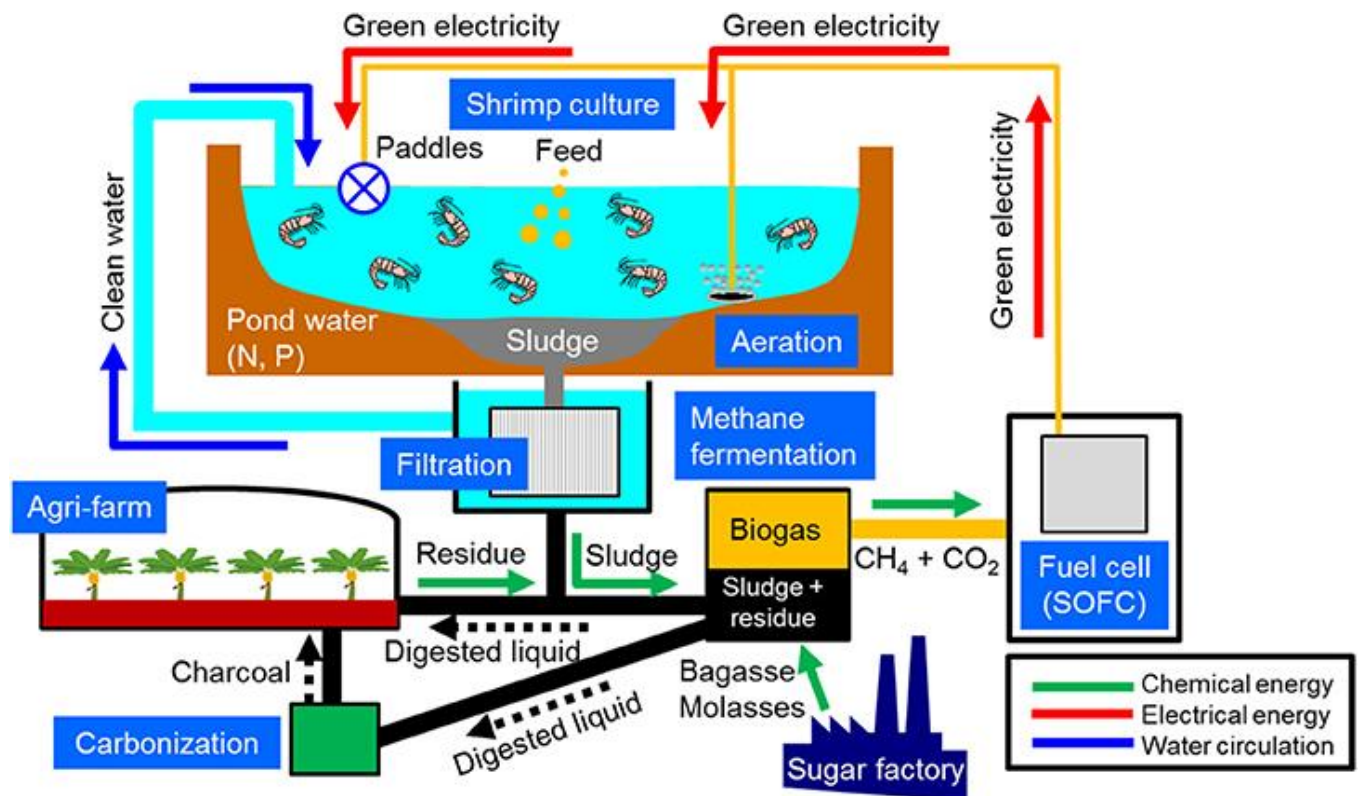 Green electricity
Green electricity
Shrimp culture
Paddles
Feed
Clean water
Green electricity
Pond water
(N, P)
Sludge
Aeration
Filtration
Methane
fermentation
Agri-farm
Residue
Sludge
Biogas
CH₄ + CO₂
Fuel cell
(SOFC)
Sludge +
residue
Digested liquid
Charcoal
Digested liquid
Bagasse
Molasses
Carbonization
Sugar factory
Chemical energy
Electrical energy
Water circulation